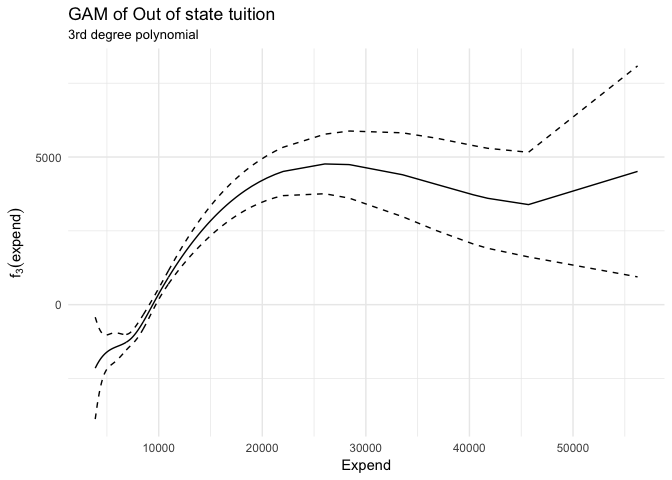 GAM of Out of state tuition
3rd degree polynomial
5000
0
f₃(expend)
10000 20000 30000 40000 50000
Expend